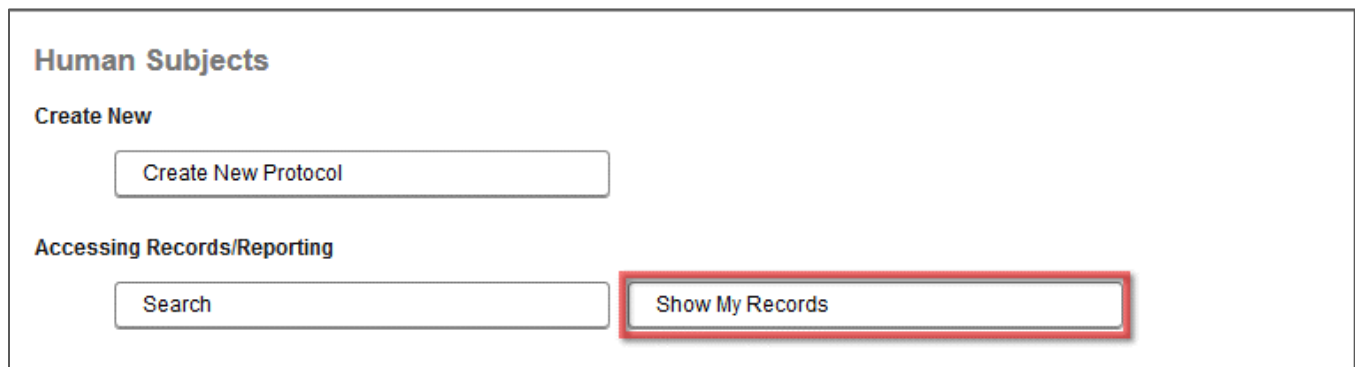 Human Subjects
Create New
Create New Protocol
Accessing Records/Reporting
Search
Show My Records